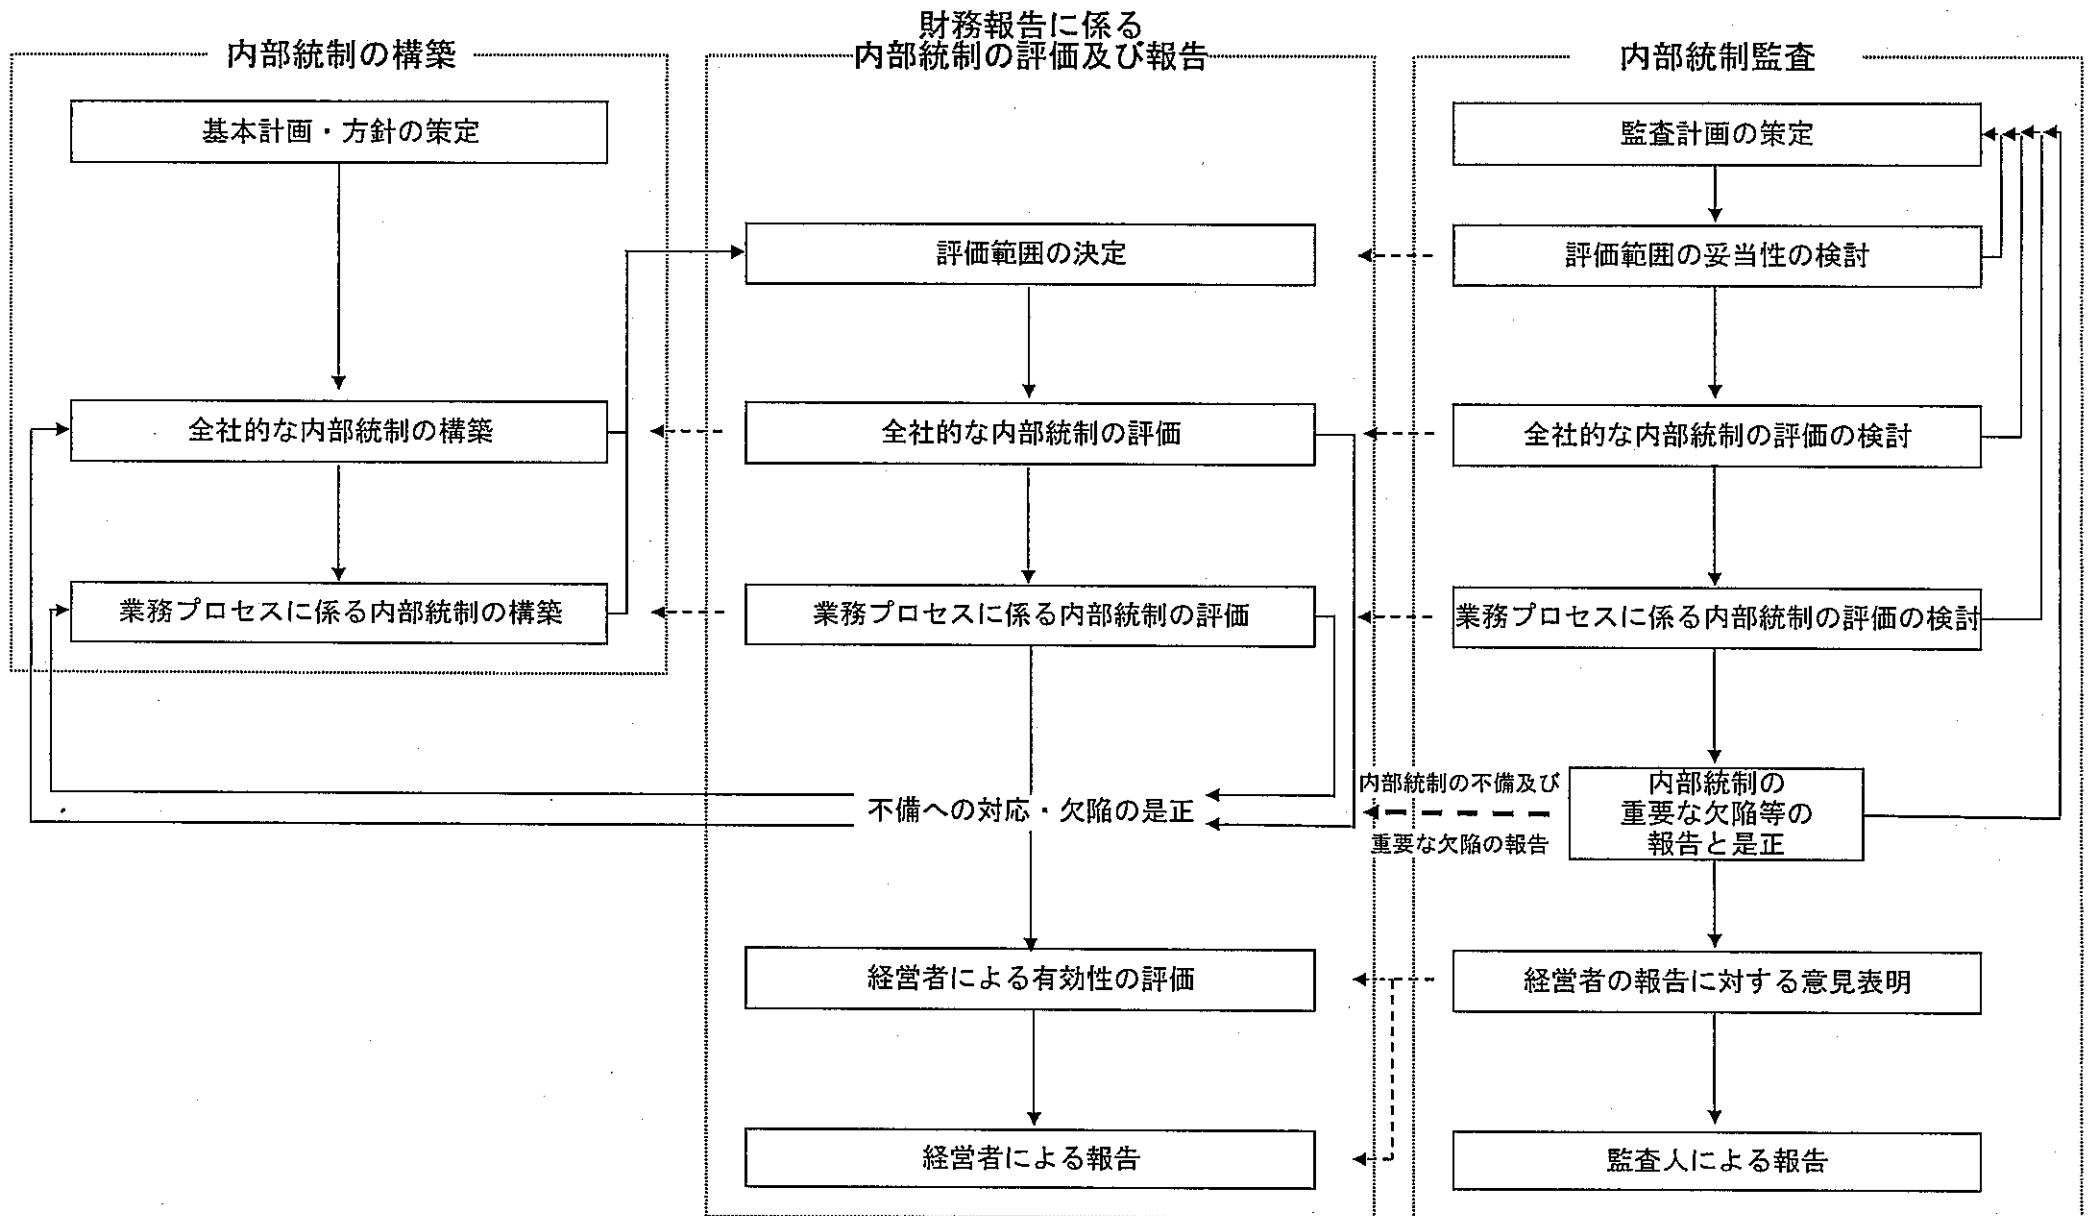 内部統制の構築
基本計画・方針の策定
全社的な内部統制の構築
業務プロセスに係る内部統制の構築
財務報告に係る
内部統制の評価及び報告
評価範囲の決定
全社的な内部統制の評価
業務プロセスに係る内部統制の評価
不備への対応・欠陥の是正
経営者による有効性の評価
経営者による報告
内部統制の不備及び
重要な欠陥の報告
内部統制監査
監査計画の策定
評価範囲の妥当性の検討
全社的な内部統制の評価の検討
業務プロセスに係る内部統制の評価の検討
内部統制の
重要な欠陥等の
報告と是正
経営者の報告に対する意見表明
監査人による報告